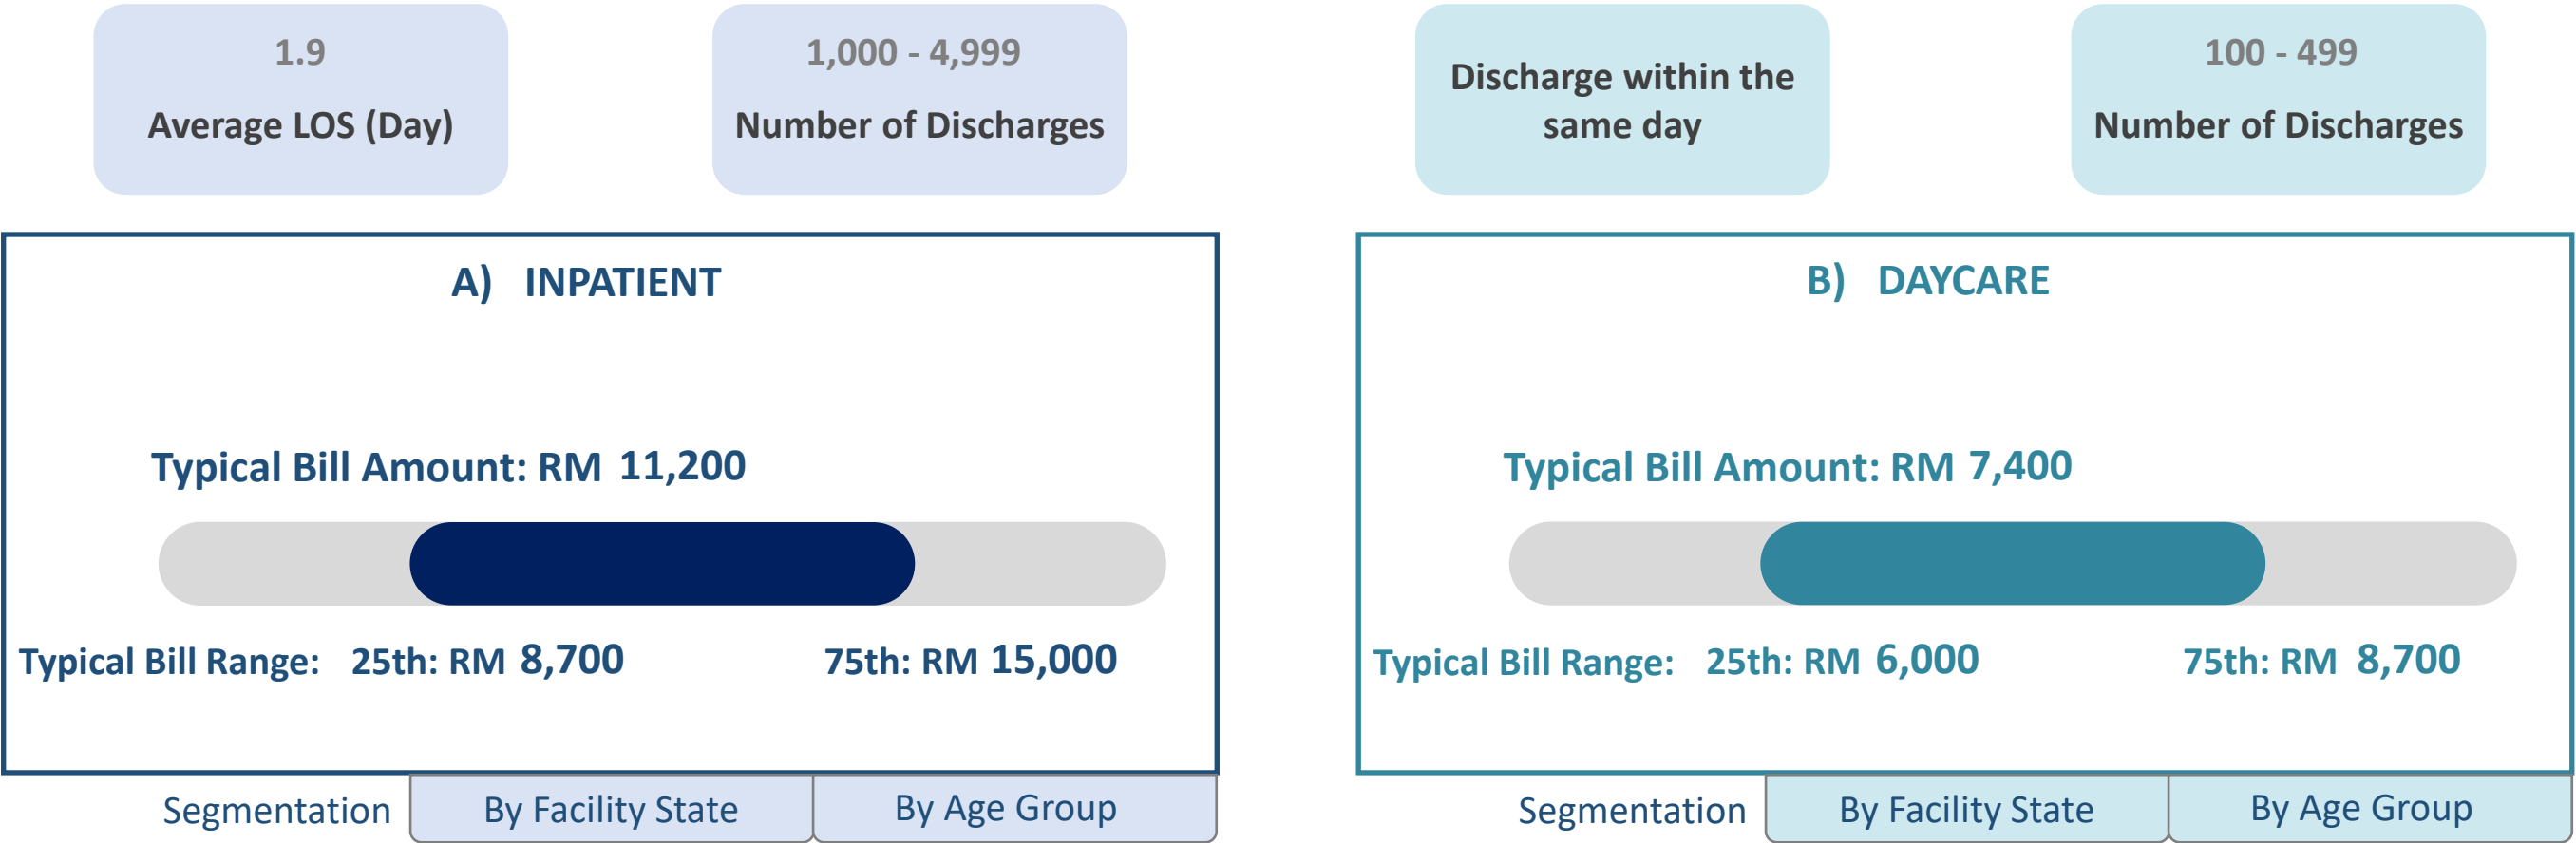 1.9
Average LOS (Day)
1,000 - 4,999
Number of Discharges
Discharge within the
same day
100 - 499
Number of Discharges
A) INPATIENT
Typical Bill Amount: RM 11,200
Typical Bill Range: 25th: RM 8,700 75th: RM 15,000
Segmentation By Facility State By Age Group
B) DAYCARE
Typical Bill Amount: RM 7,400
Typical Bill Range: 25th: RM 6,000 75th: RM 8,700
Segmentation By Facility State By Age Group